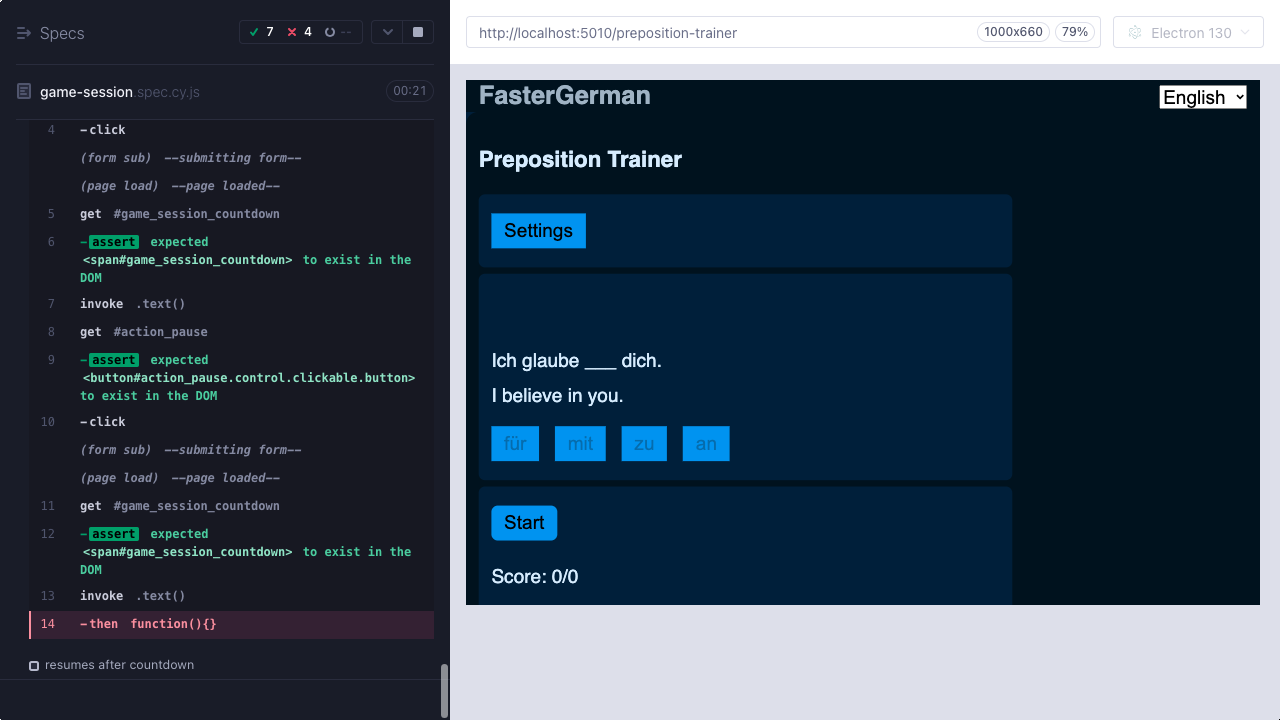 Specs
7
4
--
game-session.spec.cy.js
00:21
4 -click
(form sub) --submitting form--
(page load) --page loaded--
5 get #game_session_countdown
6 -assert expected
<span#game_session_countdown> to exist in the
DOM
7 invoke .text()
8 get #action_pause
9 -assert expected
<button#action_pause.control.clickable.button>
to exist in the DOM
10 -click
(form sub) --submitting form--
(page load) --page loaded--
11 get #game_session_countdown
12 -assert expected
<span#game_session_countdown> to exist in the
DOM
13 invoke .text()
14 -then function(){}
resumes after countdown
http://localhost:5010/preposition-trainer
1000x660
79%
Electron 130
FasterGerman
English
Preposition Trainer
Settings
Ich glaube ___ dich.
I believe in you.
für mit zu an
Start
Score: 0/0